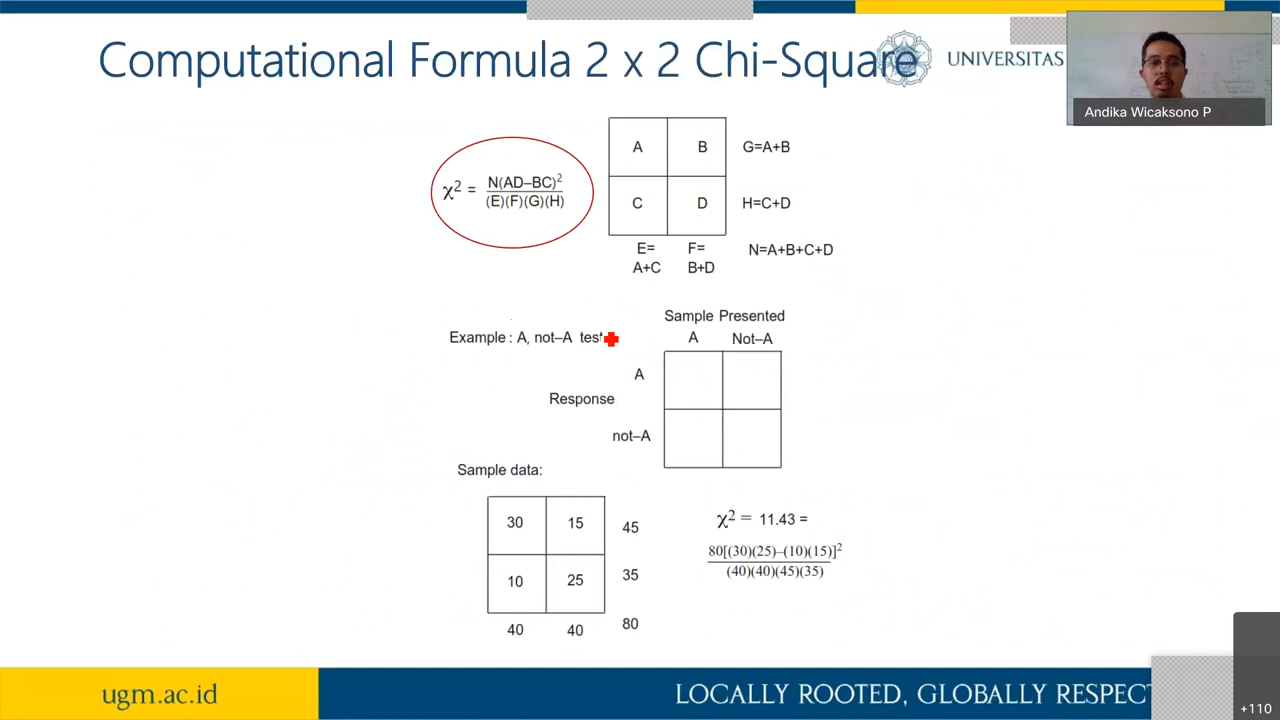 Computational Formula 2 x 2 Chi-Square
UNIVERSITAS
Andika Wicaksono P
χ² = N(AD–BC)² / (E)(F)(G)(H)
A B G=A+B
C D H=C+D
E= F= N=A+B+C+D
A+C B+D
Sample Presented
Example : A, not–A test
A Not–A
A
Response
not–A
Sample data:
30 15 45
10 25 35
40 40 80
χ² = 11.43 =
80[(30)(25)–(10)(15)]²
(40)(40)(45)(35)
ugm.ac.id
LOCALLY ROOTED, GLOBALLY RESPECT
+110